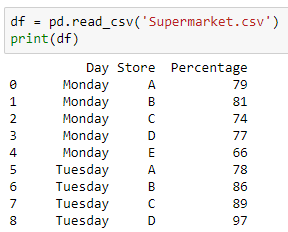 df = pd.read_csv('Supermarket.csv')
print(df)
Day Store Percentage
0 Monday A 79
1 Monday B 81
2 Monday C 74
3 Monday D 77
4 Monday E 66
5 Tuesday A 78
6 Tuesday B 86
7 Tuesday C 89
8 Tuesday D 97